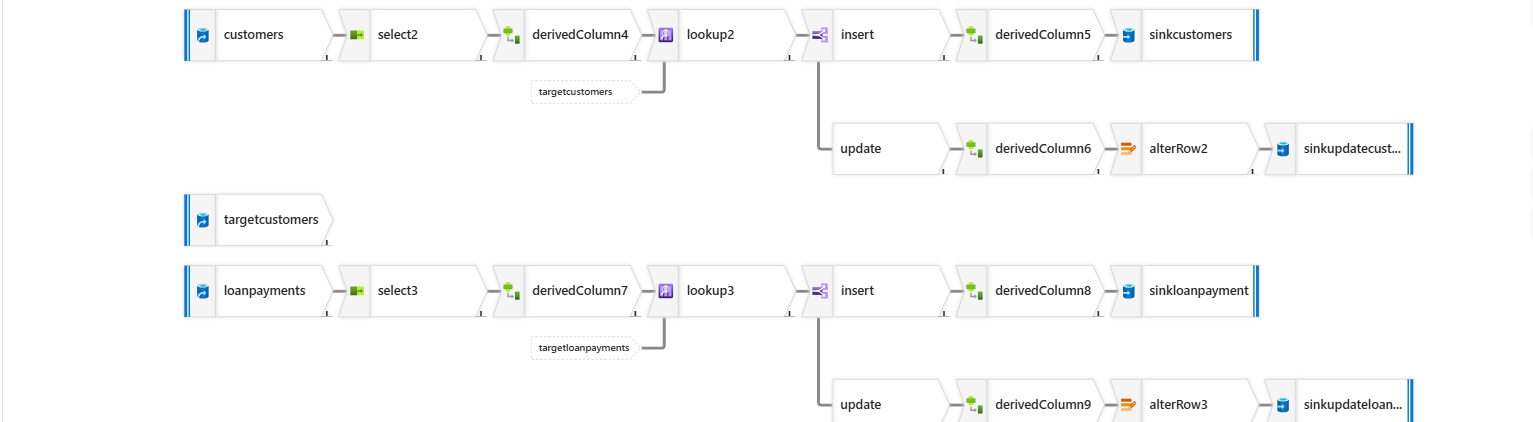 customers
select2
derivedColumn4
lookup2
insert
derivedColumn5
sinkcustomers
targetcustomers
update
derivedColumn6
alterRow2
sinkupdatecust...
targetcustomers
loanpayments
select3
derivedColumn7
lookup3
insert
derivedColumn8
sinkloanpayment
targetloanpayments
update
derivedColumn9
alterRow3
sinkupdateloan...